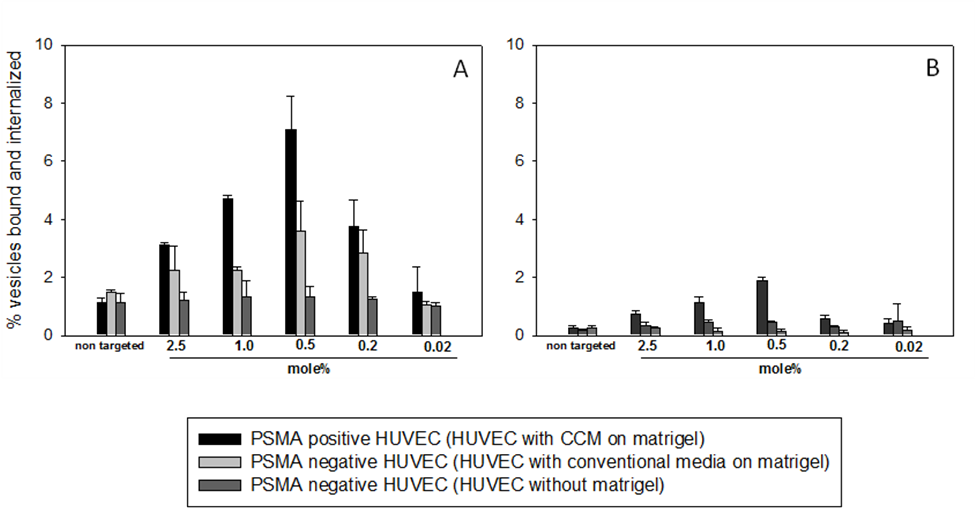 A
B
% vesicles bound and internalized
10
8
6
4
2
0
non targeted 2.5 1.0 0.5 0.2 0.02
mole%
10
8
6
4
2
0
non targeted 2.5 1.0 0.5 0.2 0.02
mole%
PSMA positive HUVEC (HUVEC with CCM on matrigel)
PSMA negative HUVEC (HUVEC with conventional media on matrigel)
PSMA negative HUVEC (HUVEC without matrigel)